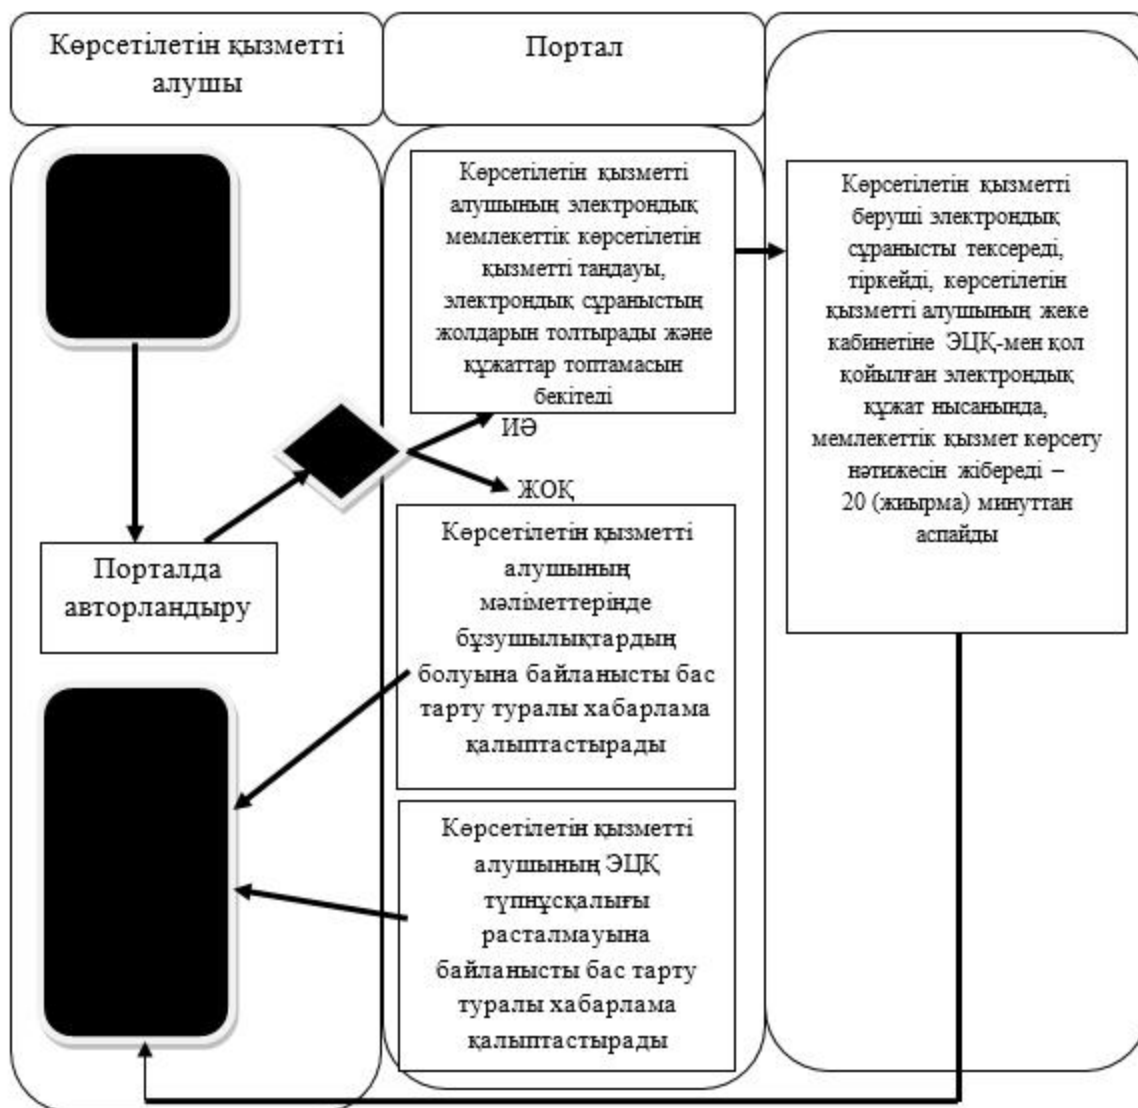 Көрсетілетін қызметті
алушы
Портал
Порталда
авторландыру
Көрсетілетін қызметті
алушының электрондық
мемлекеттік көрсетілетін
қызметті таңдауы,
электрондық сұраныстың
жолдарын толтырады және
құжаттар топтамасын
бекітеді
ИӘ
ЖОҚ
Көрсетілетін қызметті
алушының
мәліметтерінде
бұзушылықтардың
болуына байланысты бас
тарту туралы хабарлама
қалыптастырады
Көрсетілетін қызметті
алушының ЭЦҚ
түпнұсқалығы
расталмауына
байланысты бас тарту
туралы хабарлама
қалыптастырады
Көрсетілетін қызметті
беруші электрондық
сұранысты тексереді,
тіркейді, көрсетілетін
қызметті алушының жеке
кабинетіне ЭЦҚ-мен қол
қойылған электрондық
құжат нысанында,
мемлекеттік қызмет көрсету
нәтижесін жібереді –
20 (жиырма) минуттан
аспайды